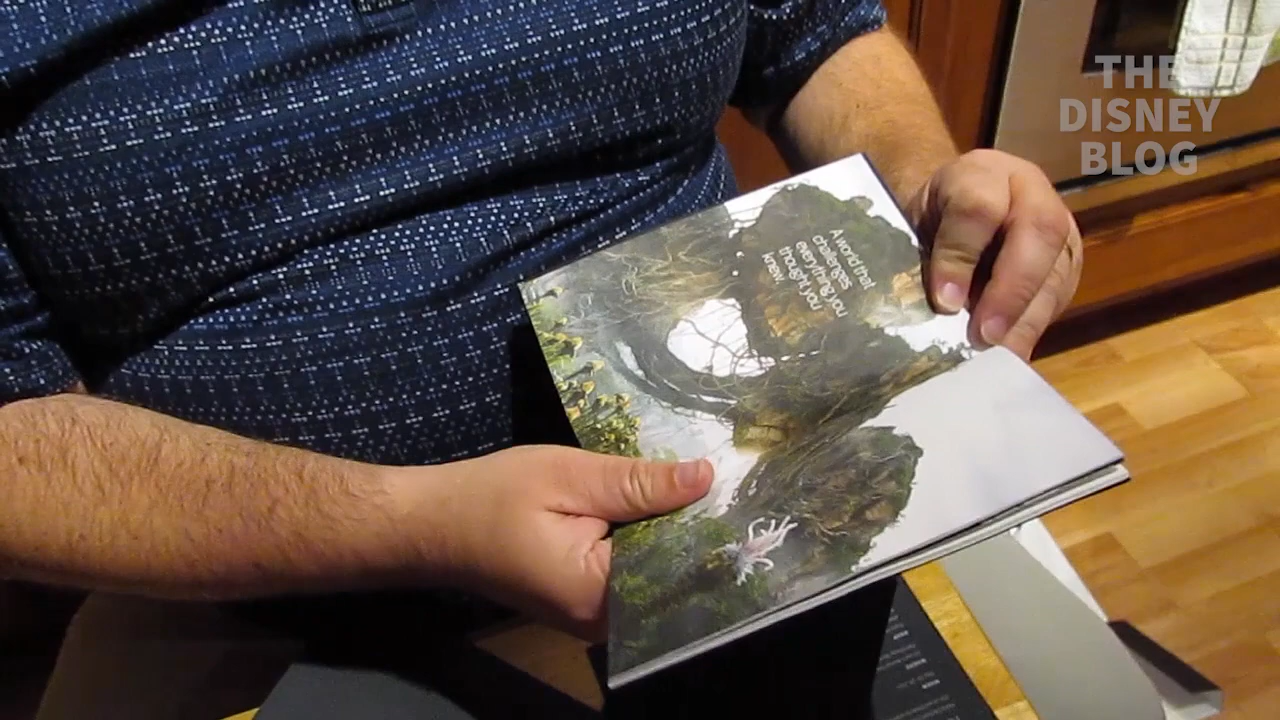 THE
DISNEY
BLOG
A world that
challenges
everything you
thought you
knew.